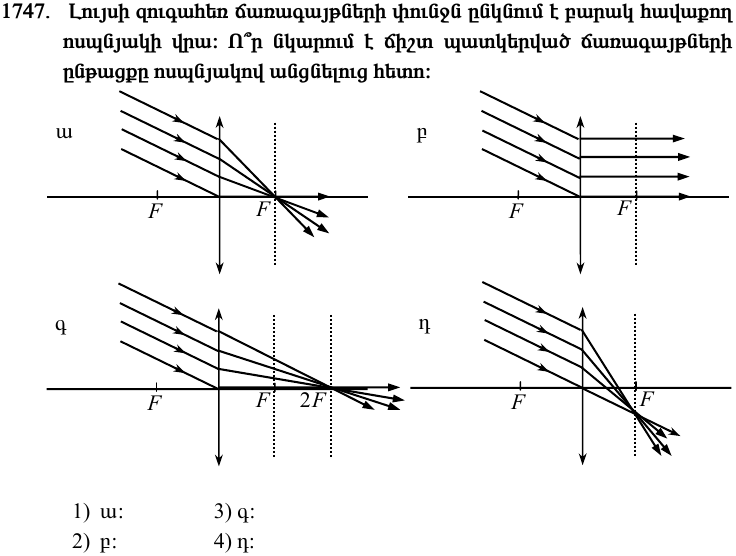 1747. Լույսի զուգահեռ ճառագայթների փունջն ընկնում է բարակ հավաքող
ոսպնյակի վրա: Ո՞ր նկարում է ճիշտ պատկերված ճառագայթների
ընթացքը ոսպնյակով անցնելուց հետո:
ա բ
F F F F
գ դ
F F 2F F F
1) ա: 3) գ:
2) բ: 4) դ: